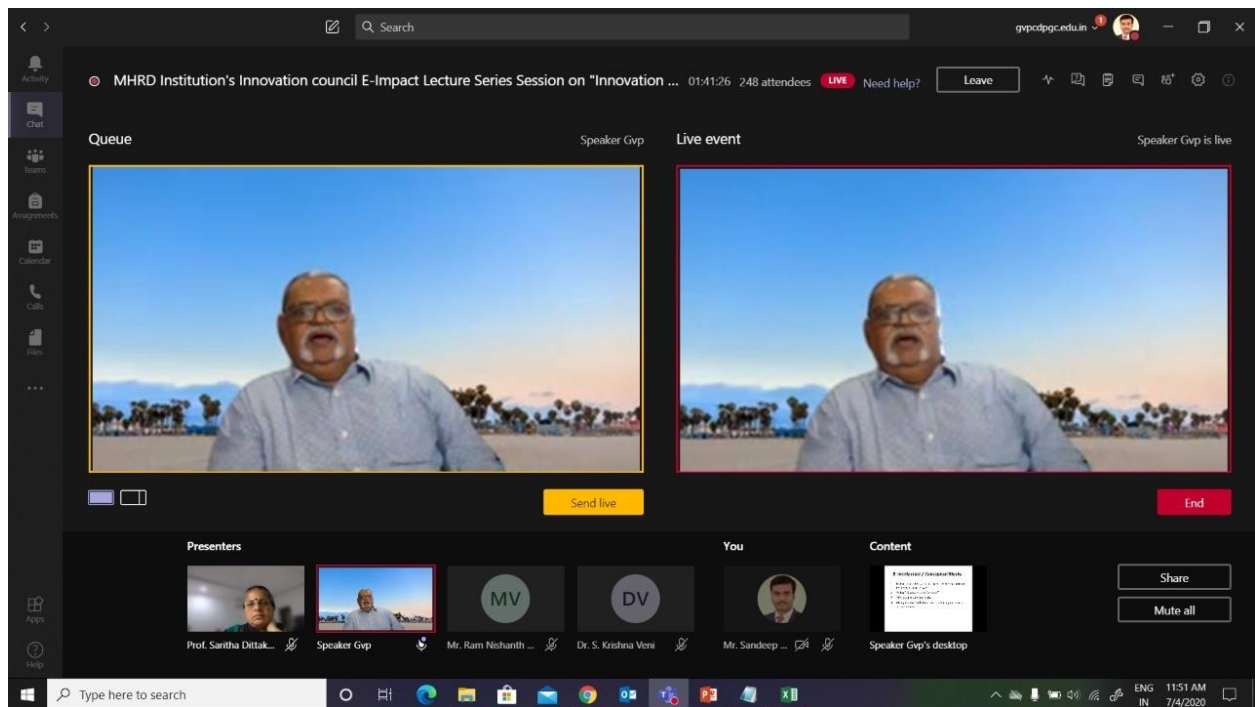 Search
gvpcdpgc.edu.in
1
Activity
Chat
Teams
Assignments
Calendar
Calls
Files
Apps
Help
MHRD Institution's Innovation council E-Impact Lecture Series Session on "Innovation ... 01:41:26 248 attendees LIVE Need help? Leave
Queue
Speaker Gvp
Live event
Speaker Gvp is live
Send live
End
Presenters
You
Content
Prof. Saritha Dittak...
Speaker Gvp
MV
Mr. Ram Nishanth ...
DV
Dr. S. Krishna Veni
Mr. Sandeep ...
Speaker Gvp's desktop
Share
Mute all
Type here to search
ENG
IN
11:51 AM
7/4/2020